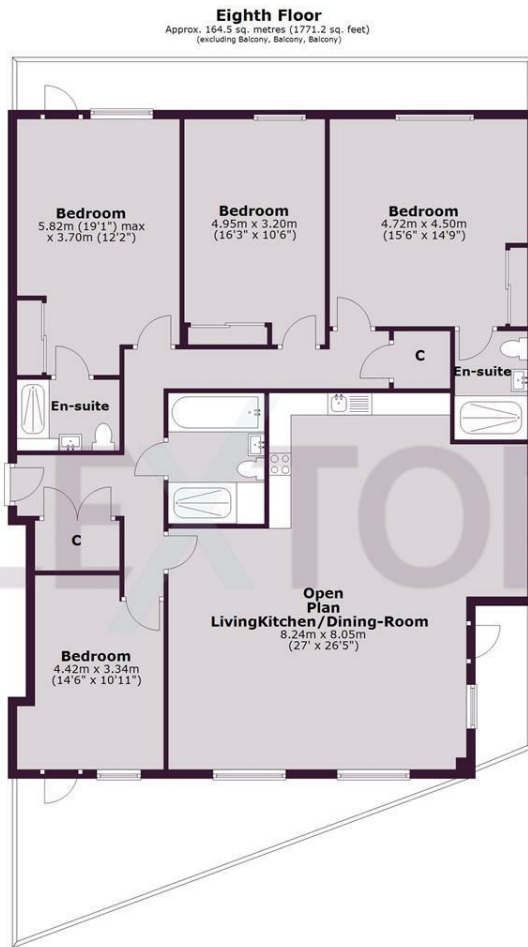 Eighth Floor
Approx. 164.5 sq. metres (1771.2 sq. feet)
(excluding Balcony, Balcony, Balcony)
Bedroom
5.82m (19'1") max
x 3.70m (12'2")
Bedroom
4.95m x 3.20m
(16'3" x 10'6")
Bedroom
4.72m x 4.50m
(15'6" x 14'9")
C
En-suite
En-suite
C
Open
Plan
LivingKitchen/Dining-Room
8.24m x 8.05m
(27' x 26'5")
Bedroom
4.42m x 3.34m
(14'6" x 10'11")